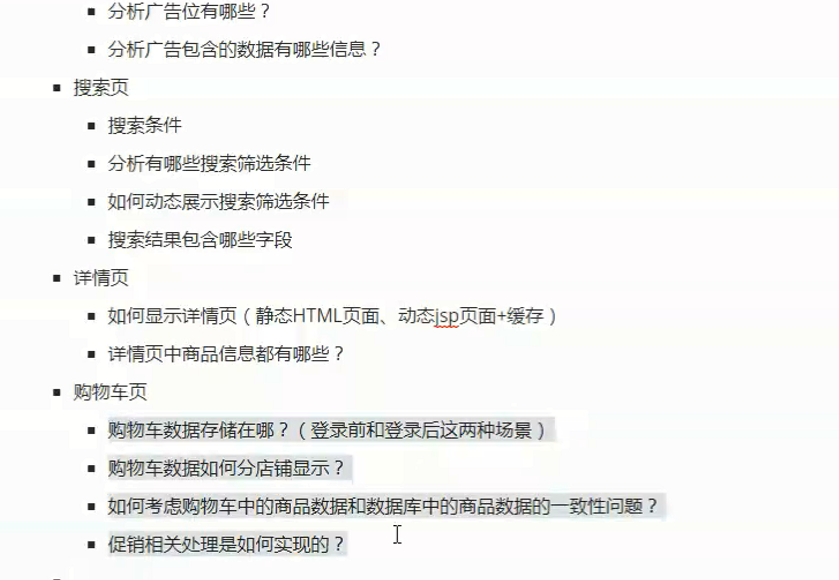 分析广告位有哪些？
分析广告包含的数据有哪些信息？
搜索页
搜索条件
分析有哪些搜索筛选条件
如何动态展示搜索筛选条件
搜索结果包含哪些字段
详情页
如何显示详情页（静态HTML页面、动态jsp页面+缓存）
详情页中商品信息都有哪些？
购物车页
购物车数据存储在哪？（登录前和登录后这两种场景）
购物车数据如何分店铺显示？
如何考虑购物车中的商品数据和数据库中的商品数据的一致性问题？
促销相关处理是如何实现的？